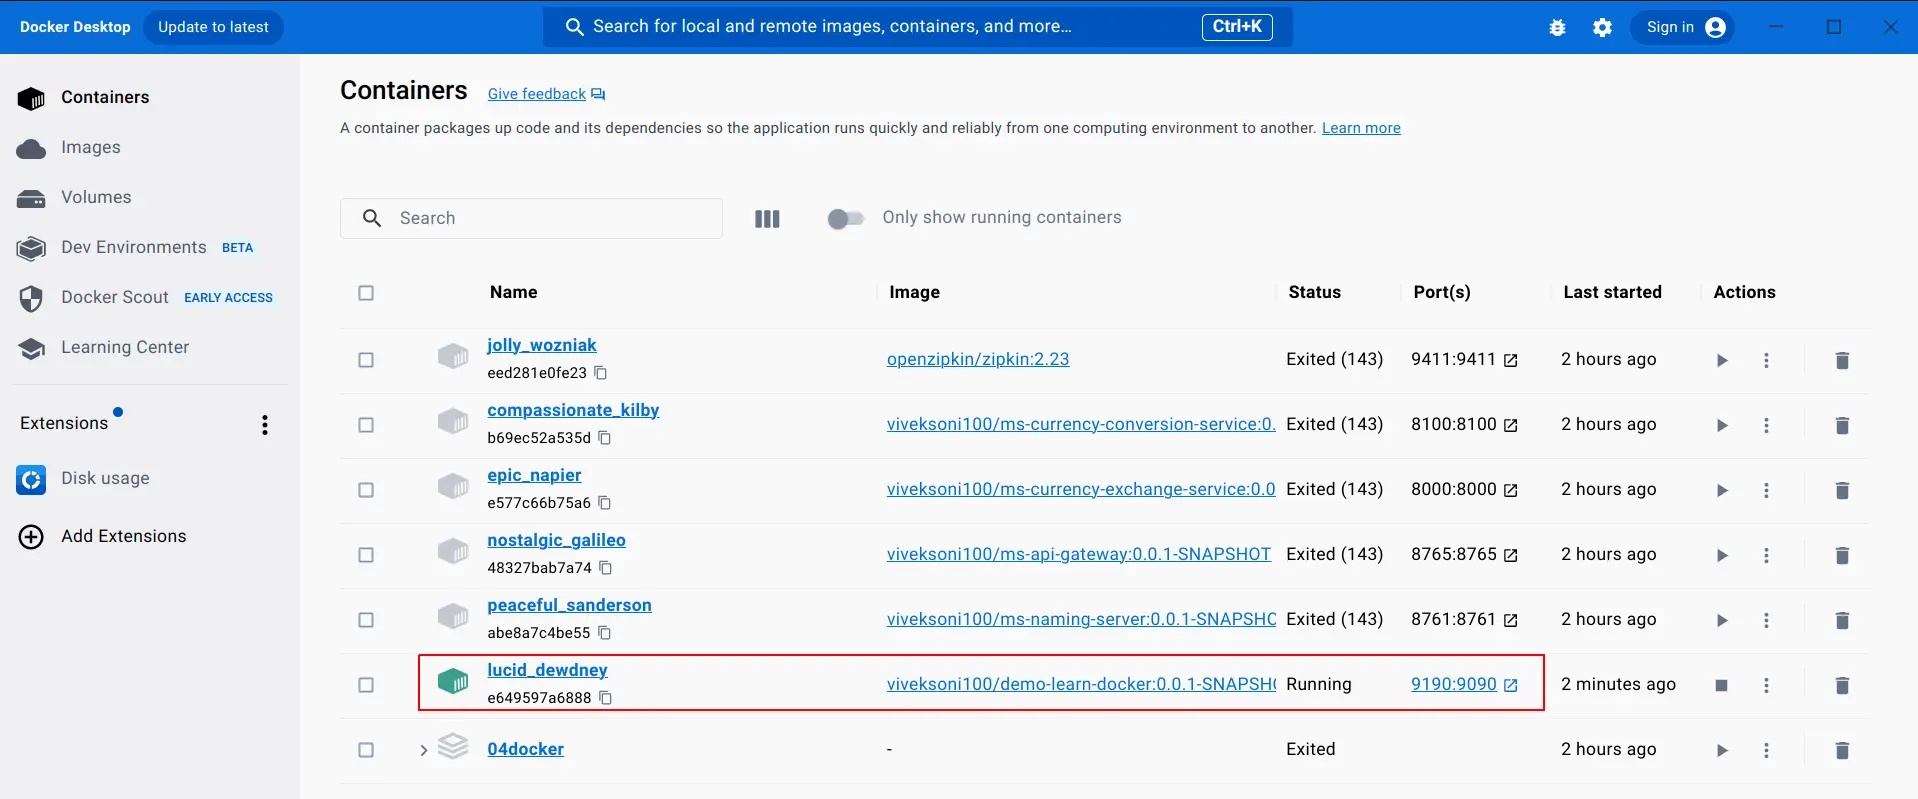 Docker Desktop Update to latest Search for local and remote images, containers, and more... Ctrl+K Sign in
Containers
Images
Volumes
Dev Environments BETA
Docker Scout EARLY ACCESS
Learning Center
Extensions
Disk usage
Add Extensions
Containers Give feedback
A container packages up code and its dependencies so the application runs quickly and reliably from one computing environment to another. Learn more
Search Only show running containers
Name Image Status Port(s) Last started Actions
jolly_wozniak
eed281e0fe23
openzipkin/zipkin:2.23 Exited (143) 9411:9411 2 hours ago
compassionate_kilby
b69ec52a535d
viveksoni100/ms-currency-conversion-service:0. Exited (143) 8100:8100 2 hours ago
epic_napier
e577c66b75a6
viveksoni100/ms-currency-exchange-service:0.0 Exited (143) 8000:8000 2 hours ago
nostalgic_galileo
48327bab7a74
viveksoni100/ms-api-gateway:0.0.1-SNAPSHOT Exited (143) 8765:8765 2 hours ago
peaceful_sanderson
abe8a7c4be55
viveksoni100/ms-naming-server:0.0.1-SNAPSHO Exited (143) 8761:8761 2 hours ago
lucid_dewdney
e649597a6888
viveksoni100/demo-learn-docker:0.0.1-SNAPSH Running 9190:9090 2 minutes ago
04docker - Exited 2 hours ago